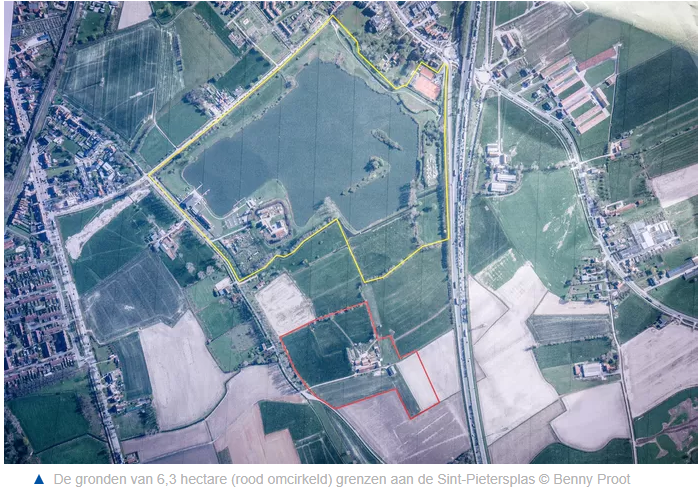 ▲ De gronden van 6,3 hectare (rood omcirkeld) grenzen aan de Sint-Pietersplas © Benny Proot